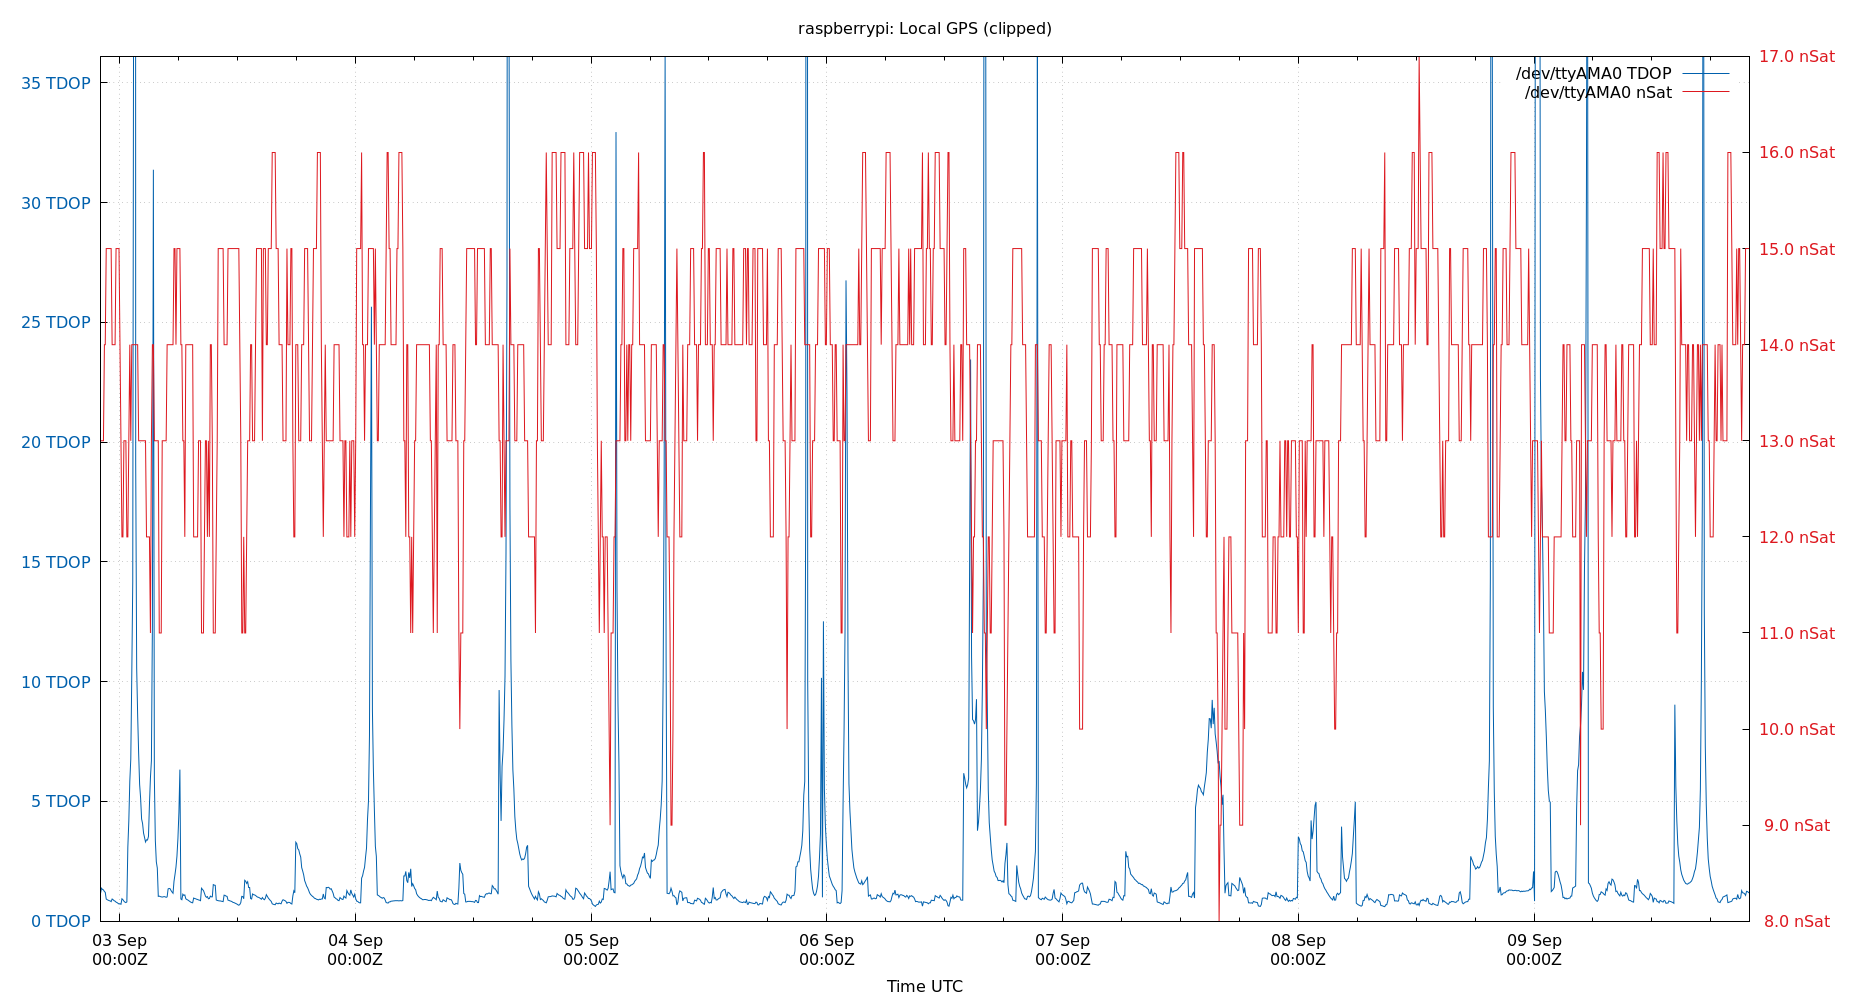 raspberrypi: Local GPS (clipped)
35 TDOP
30 TDOP
25 TDOP
20 TDOP
15 TDOP
10 TDOP
5 TDOP
0 TDOP
/dev/ttyAMA0 TDOP
/dev/ttyAMA0 nSat
17.0 nSat
16.0 nSat
15.0 nSat
14.0 nSat
13.0 nSat
12.0 nSat
11.0 nSat
10.0 nSat
9.0 nSat
8.0 nSat
03 Sep 04 Sep 05 Sep 06 Sep 07 Sep 08 Sep 09 Sep
00:00Z 00:00Z 00:00Z 00:00Z 00:00Z 00:00Z 00:00Z
Time UTC